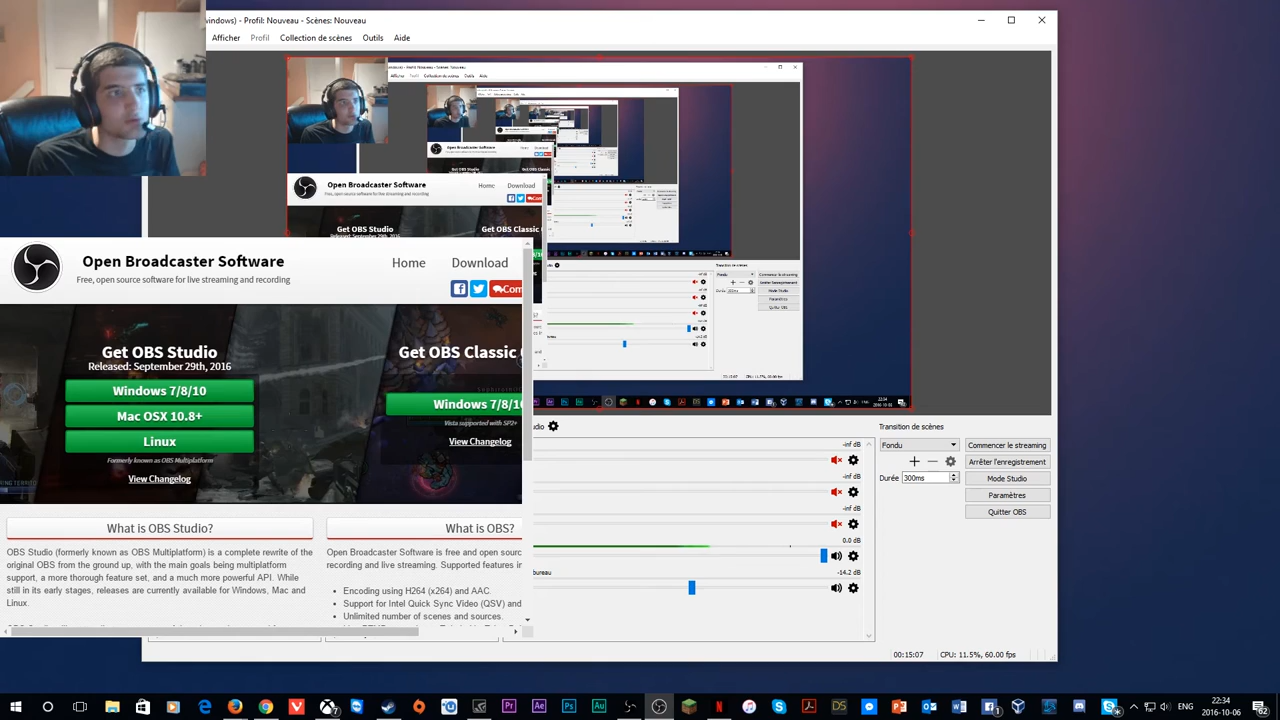 windows) - Profil: Nouveau - Scènes: Nouveau
Afficher Profil Collection de scènes Outils Aide
Open Broadcaster Software
Free, open source software for live streaming and recording
Home Download
Get OBS Studio
Released: September 29th, 2016
Get OBS Classic
Open Broadcaster Software
Free, open source software for live streaming and recording
Home Download
Com
Get OBS Studio
Released: September 29th, 2016
Windows 7/8/10
Mac OSX 10.8+
Linux
Formerly known as OBS Multiplatform
View Changelog
Get OBS Classic
Windows 7/8/10
Vista supported with SP2+
View Changelog
What is OBS Studio?
OBS Studio (formerly known as OBS Multiplatform) is a complete rewrite of the
original OBS from the ground up, with the main goals being multiplatform
support, a more thorough feature set, and a much more powerful API. While
still in its early stages, releases are currently available for Windows, Mac and
Linux.
What is OBS?
Open Broadcaster Software is free and open sourc
recording and live streaming. Supported features in
Encoding using H264 (x264) and AAC.
Support for Intel Quick Sync Video (QSV) and
Unlimited number of scenes and sources.
udio
-inf dB
-inf dB
-inf dB
0.0 dB
bureau
-14.2 dB
Transition de scènes
Fondu
Durée 300ms
Commencer le streaming
Arrêter l'enregistrement
Mode Studio
Paramètres
Quitter OBS
00:15:07 CPU: 11.5%, 60.00 fps
ENG
22:34
2016-10-06